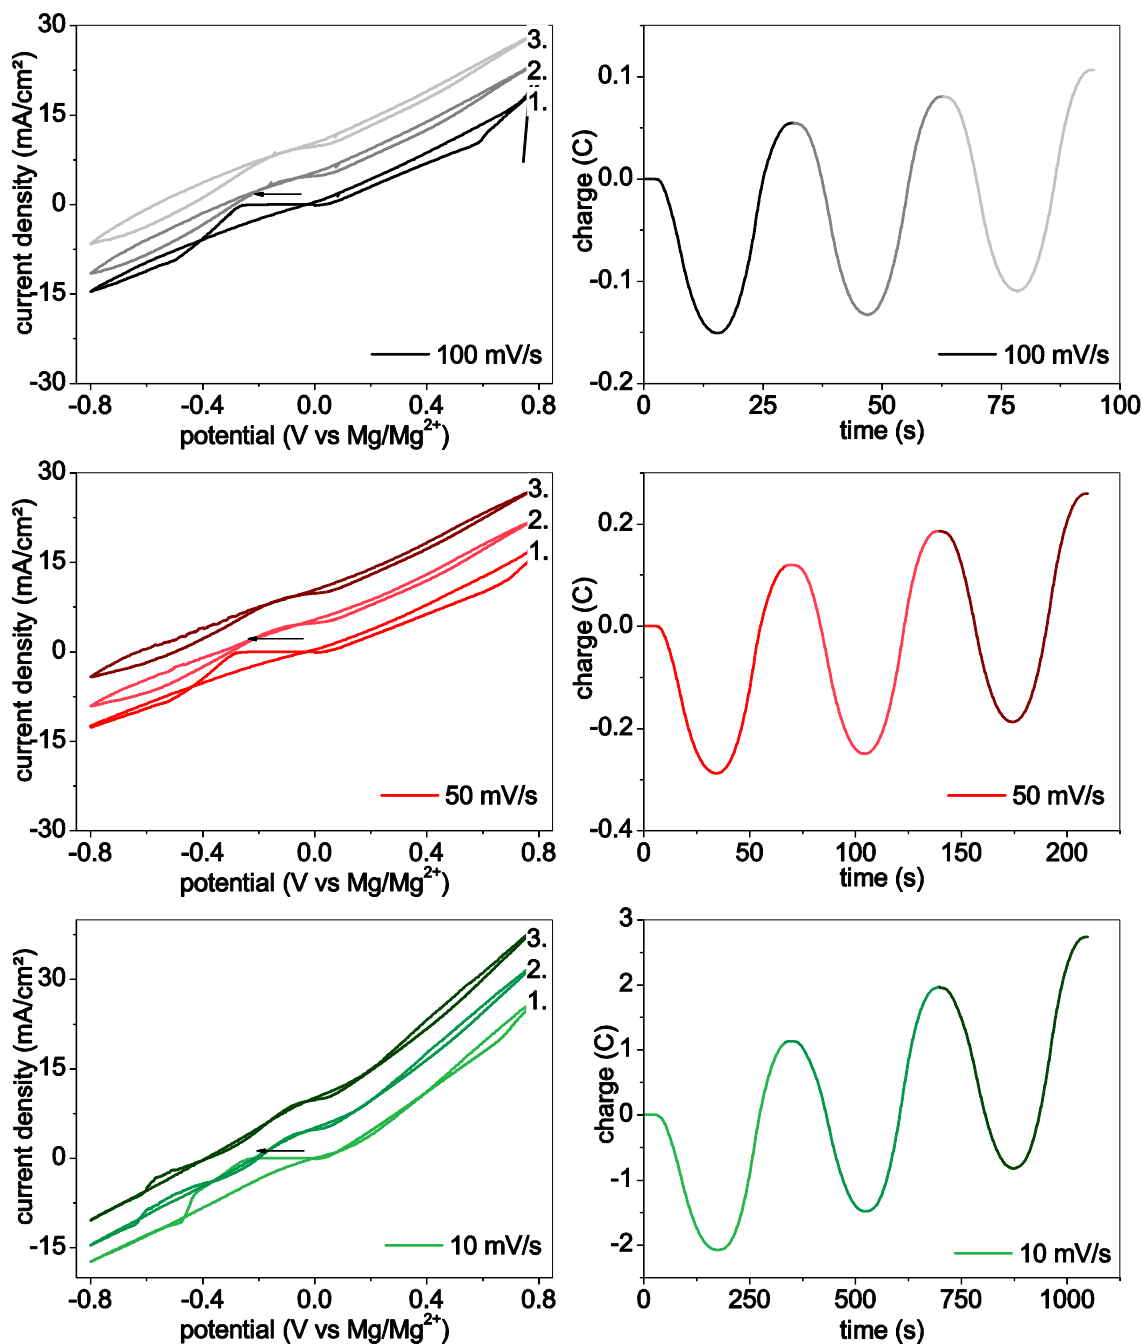 30
15
0
-15
-30
current density (mA/cm²)
3.
2.
1.
100 mV/s
-0.8 -0.4 0.0 0.4 0.8
potential (V vs Mg/Mg²⁺)
0.1
0.0
-0.1
-0.2
charge (C)
100 mV/s
0 25 50 75 100
time (s)
30
15
0
-15
-30
current density (mA/cm²)
3.
2.
1.
50 mV/s
-0.8 -0.4 0.0 0.4 0.8
potential (V vs Mg/Mg²⁺)
0.2
0.0
-0.2
-0.4
charge (C)
50 mV/s
0 50 100 150 200
time (s)
30
15
0
-15
current density (mA/cm²)
3.
2.
1.
10 mV/s
-0.8 -0.4 0.0 0.4 0.8
potential (V vs Mg/Mg²⁺)
3
2
1
0
-1
-2
charge (C)
10 mV/s
0 250 500 750 1000
time (s)